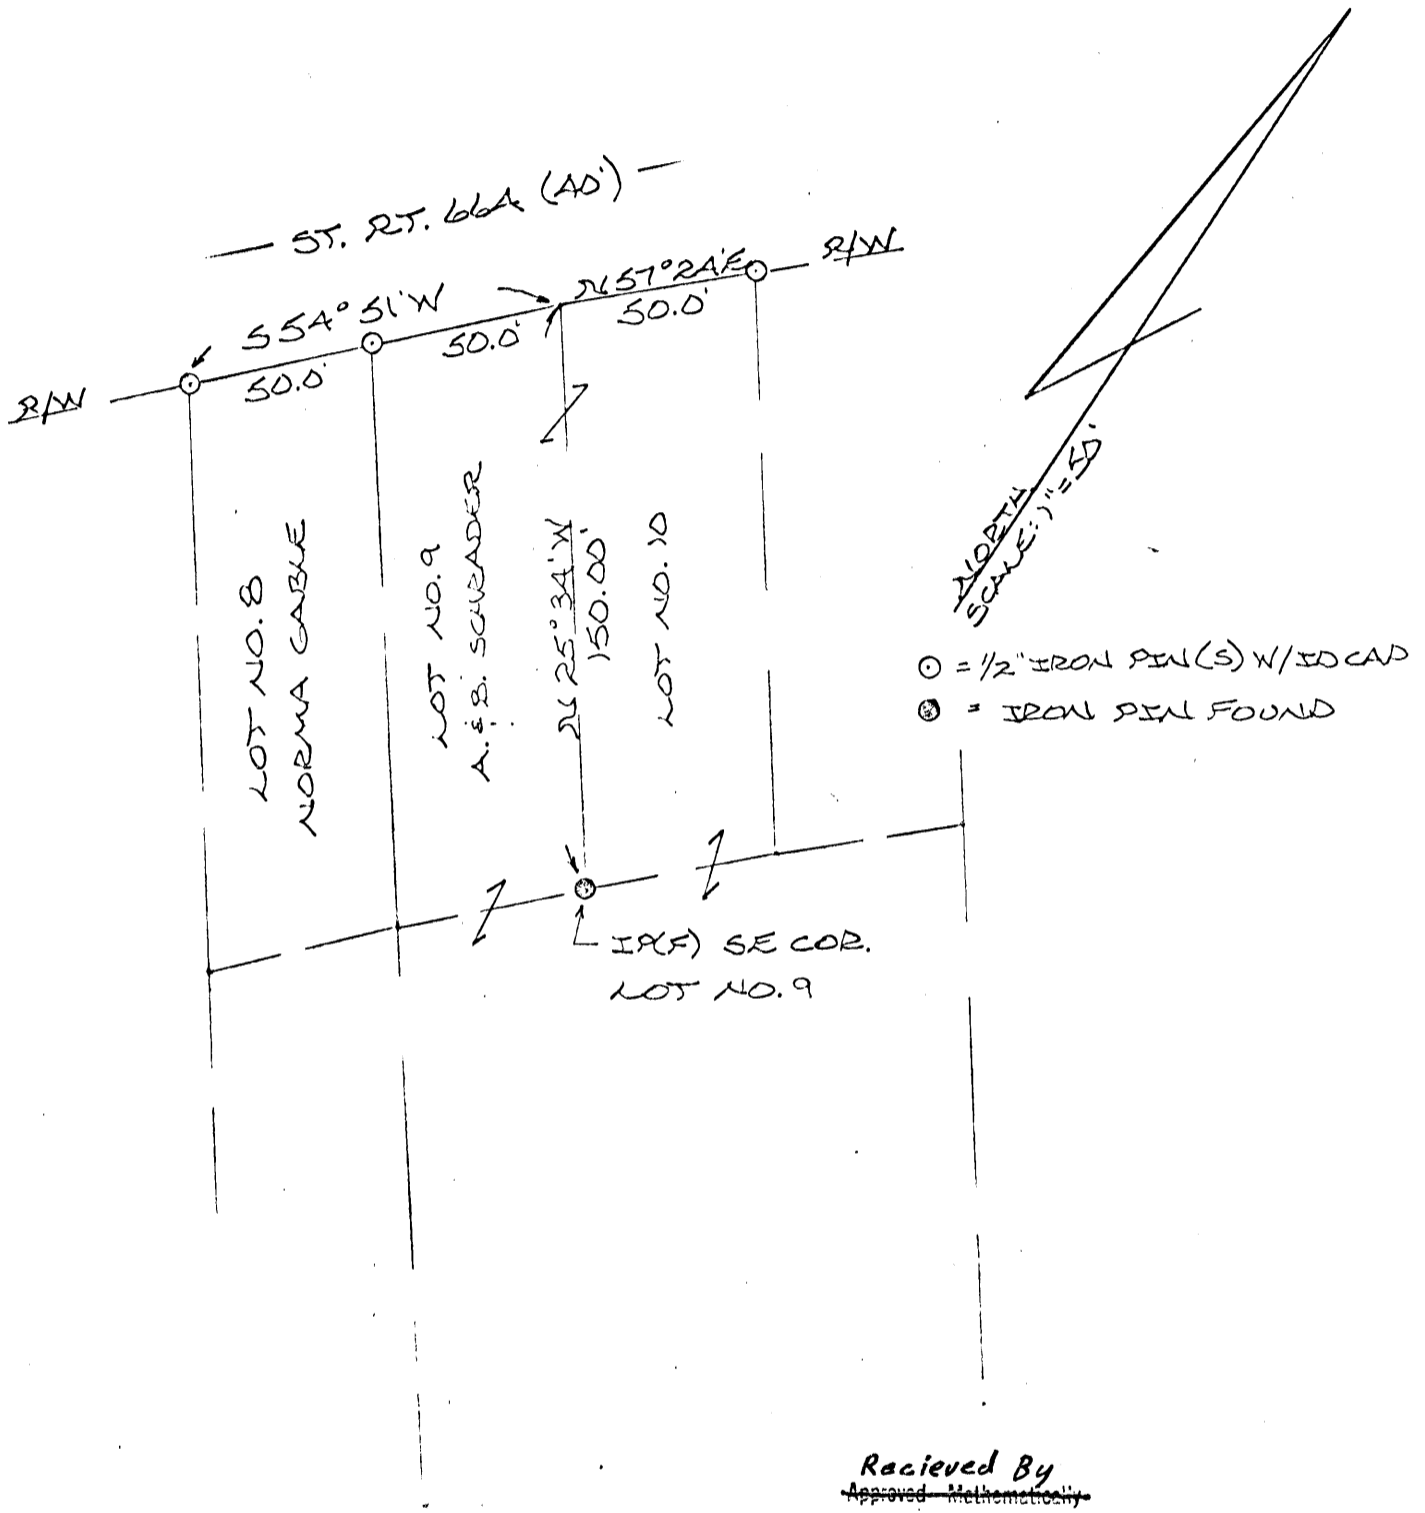 ST. RT. 664 (40')
R/W
S 54° 51' W
N 57° 24' E
R/W
50.0'
50.0'
50.0'
LOT NO. 8
NORMA CABLE
LOT NO. 9
A. & B. SCHRADER
N 25° 34' W
150.00'
LOT NO. 10
NORTH
SCALE: 1" = 50'
= 1/2" IRON PIN(S) W/ID CAP
= IRON PIN FOUND
IP(F) SE COR.
LOT NO. 9
Recieved By
Approved Mathematically